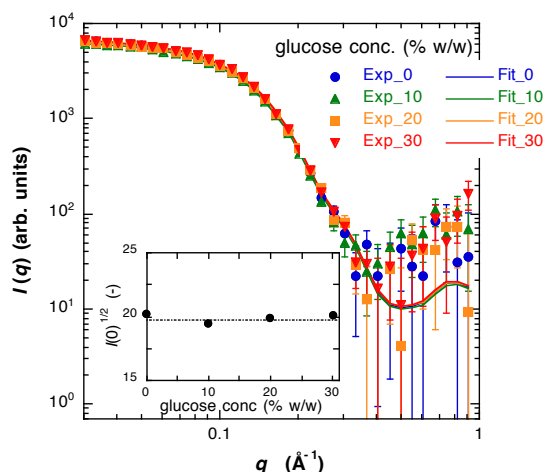 glucose conc. (% w/w)
Exp_0 Fit_0
Exp_10 Fit_10
Exp_20 Fit_20
Exp_30 Fit_30
I(q) (arb. units)
10⁴
10³
10²
10¹
10⁰
I(0)^1/2 (-)
25
20
15
0 10 20 30
glucose conc (% w/w)
0.1 1
q (Å⁻¹)